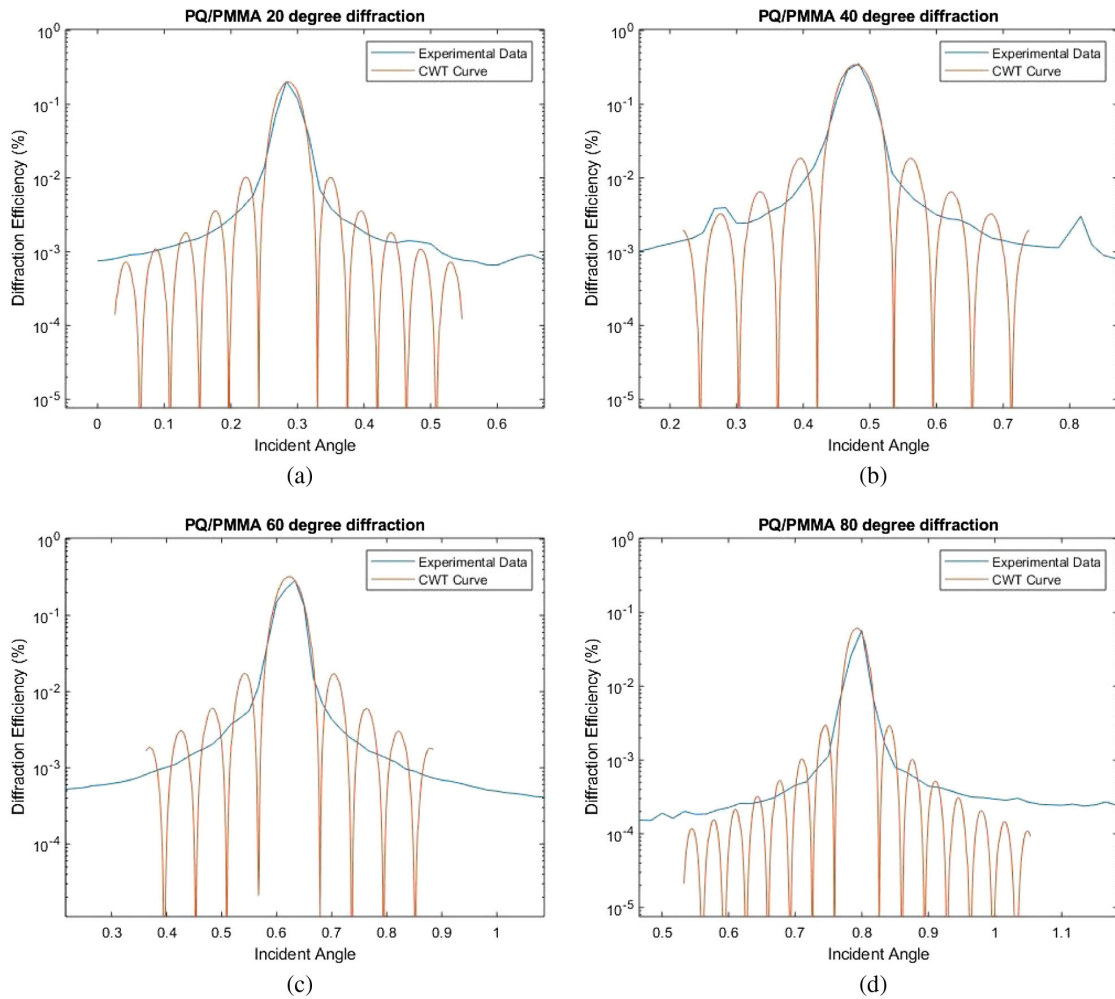 PQ/PMMA 20 degree diffraction
Experimental Data
CWT Curve
Diffraction Efficiency (%)
10^0
10^-1
10^-2
10^-3
10^-4
10^-5
0 0.1 0.2 0.3 0.4 0.5 0.6
Incident Angle
(a)
PQ/PMMA 40 degree diffraction
Experimental Data
CWT Curve
Diffraction Efficiency (%)
10^0
10^-1
10^-2
10^-3
10^-4
10^-5
0.2 0.3 0.4 0.5 0.6 0.7 0.8
Incident Angle
(b)
PQ/PMMA 60 degree diffraction
Experimental Data
CWT Curve
Diffraction Efficiency (%)
10^0
10^-1
10^-2
10^-3
10^-4
0.3 0.4 0.5 0.6 0.7 0.8 0.9 1
Incident Angle
(c)
PQ/PMMA 80 degree diffraction
Experimental Data
CWT Curve
Diffraction Efficiency (%)
10^0
10^-1
10^-2
10^-3
10^-4
10^-5
0.5 0.6 0.7 0.8 0.9 1 1.1
Incident Angle
(d)